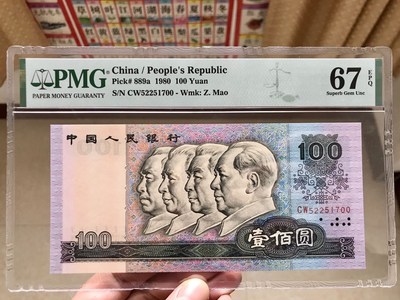 PMG
PAPER MONEY GUARANTY
China / People's Republic
Pick# 889a 1980 100 Yuan
S/N CW52251700 - Wmk: Z. Mao
67
EPQ
Superb Gem Unc
中国人民银行
100
CW52251700
100
壹佰圆